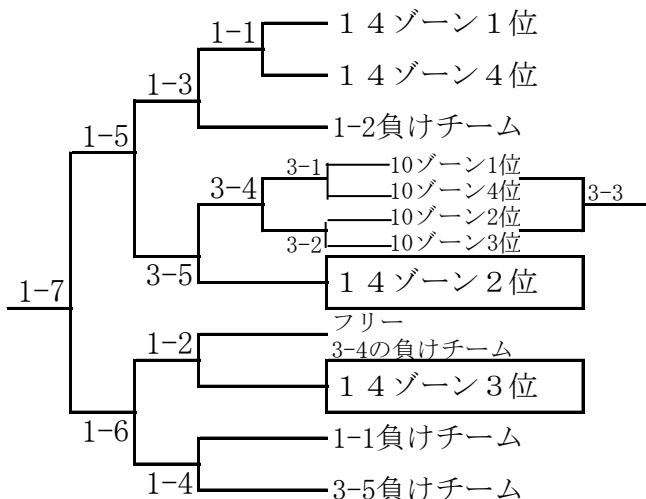 1-1
１４ゾーン１位
１４ゾーン４位
1-3
1-2負けチーム
1-5
3-1
10ゾーン1位
10ゾーン4位
3-3
3-4
10ゾーン2位
3-2
10ゾーン3位
3-5
１４ゾーン２位
1-7
フリー
3-4の負けチーム
1-2
１４ゾーン３位
1-6
1-1負けチーム
1-4
3-5負けチーム